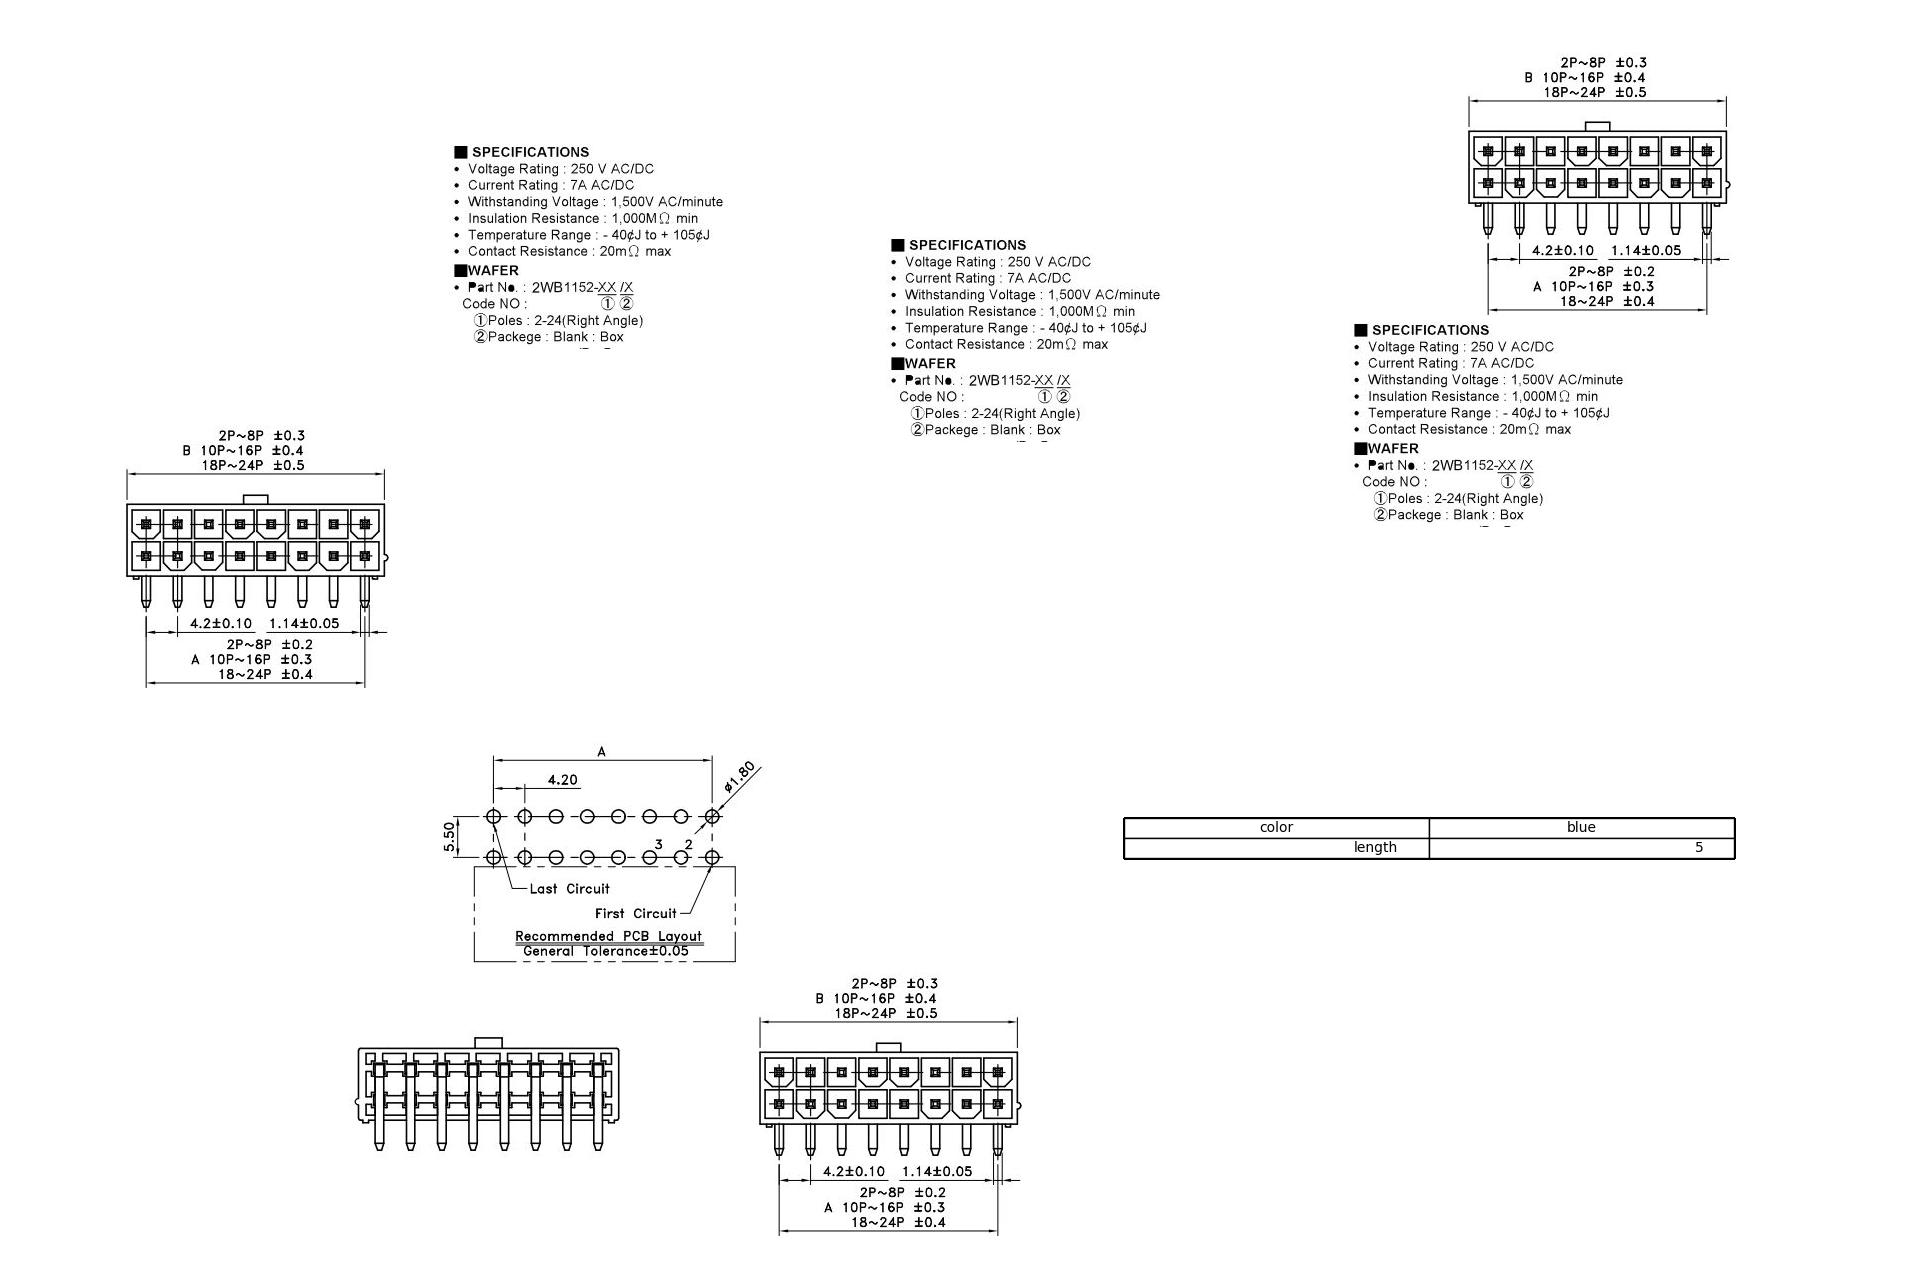 2P~8P ±0.3
B 10P~16P ±0.4
18P~24P ±0.5
4.2±0.10 1.14±0.05
2P~8P ±0.2
A 10P~16P ±0.3
18~24P ±0.4
■ SPECIFICATIONS
• Voltage Rating : 250 V AC/DC
• Current Rating : 7A AC/DC
• Withstanding Voltage : 1,500V AC/minute
• Insulation Resistance : 1,000MΩ min
• Temperature Range : - 40¢J to + 105¢J
• Contact Resistance : 20mΩ max
■WAFER
• Part No. : 2WB1152-XX /X
Code NO : ① ②
①Poles : 2-24(Right Angle)
②Packege : Blank : Box
■ SPECIFICATIONS
• Voltage Rating : 250 V AC/DC
• Current Rating : 7A AC/DC
• Withstanding Voltage : 1,500V AC/minute
• Insulation Resistance : 1,000MΩ min
• Temperature Range : - 40¢J to + 105¢J
• Contact Resistance : 20mΩ max
■WAFER
• Part No. : 2WB1152-XX /X
Code NO : ① ②
①Poles : 2-24(Right Angle)
②Packege : Blank : Box
■ SPECIFICATIONS
• Voltage Rating : 250 V AC/DC
• Current Rating : 7A AC/DC
• Withstanding Voltage : 1,500V AC/minute
• Insulation Resistance : 1,000MΩ min
• Temperature Range : - 40¢J to + 105¢J
• Contact Resistance : 20mΩ max
■WAFER
• Part No. : 2WB1152-XX /X
Code NO : ① ②
①Poles : 2-24(Right Angle)
②Packege : Blank : Box
2P~8P ±0.3
B 10P~16P ±0.4
18P~24P ±0.5
4.2±0.10 1.14±0.05
2P~8P ±0.2
A 10P~16P ±0.3
18~24P ±0.4
A
4.20
ø1.80
5.50
3 2
Last Circuit
First Circuit
Recommended PCB Layout
General Tolerance±0.05
color blue
length 5
2P~8P ±0.3
B 10P~16P ±0.4
18P~24P ±0.5
4.2±0.10 1.14±0.05
2P~8P ±0.2
A 10P~16P ±0.3
18~24P ±0.4